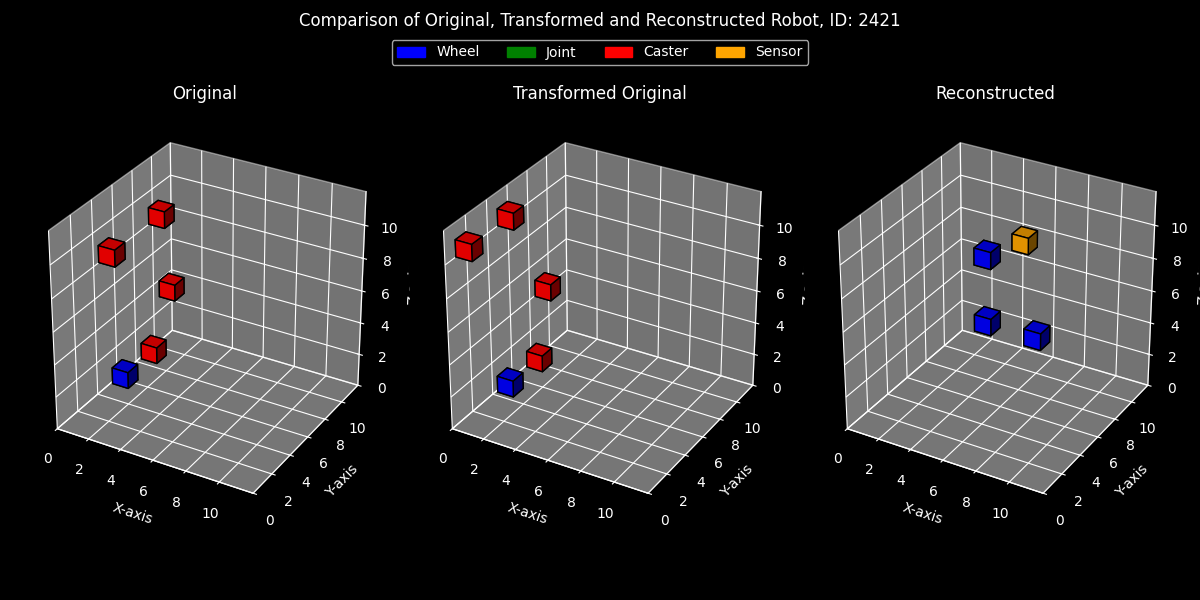 Comparison of Original, Transformed and Reconstructed Robot, ID: 2421
Wheel Joint Caster Sensor
Original Transformed Original Reconstructed
10 10 10
8 8 8
6 6 6
4 4 4
2 2 2
0 0 0
0 2 4 6 8 10 0 2 4 6 8 10 0 2 4 6 8 10
X-axis X-axis X-axis
0 2 4 6 8 10 0 2 4 6 8 10 0 2 4 6 8 10
Y-axis Y-axis Y-axis